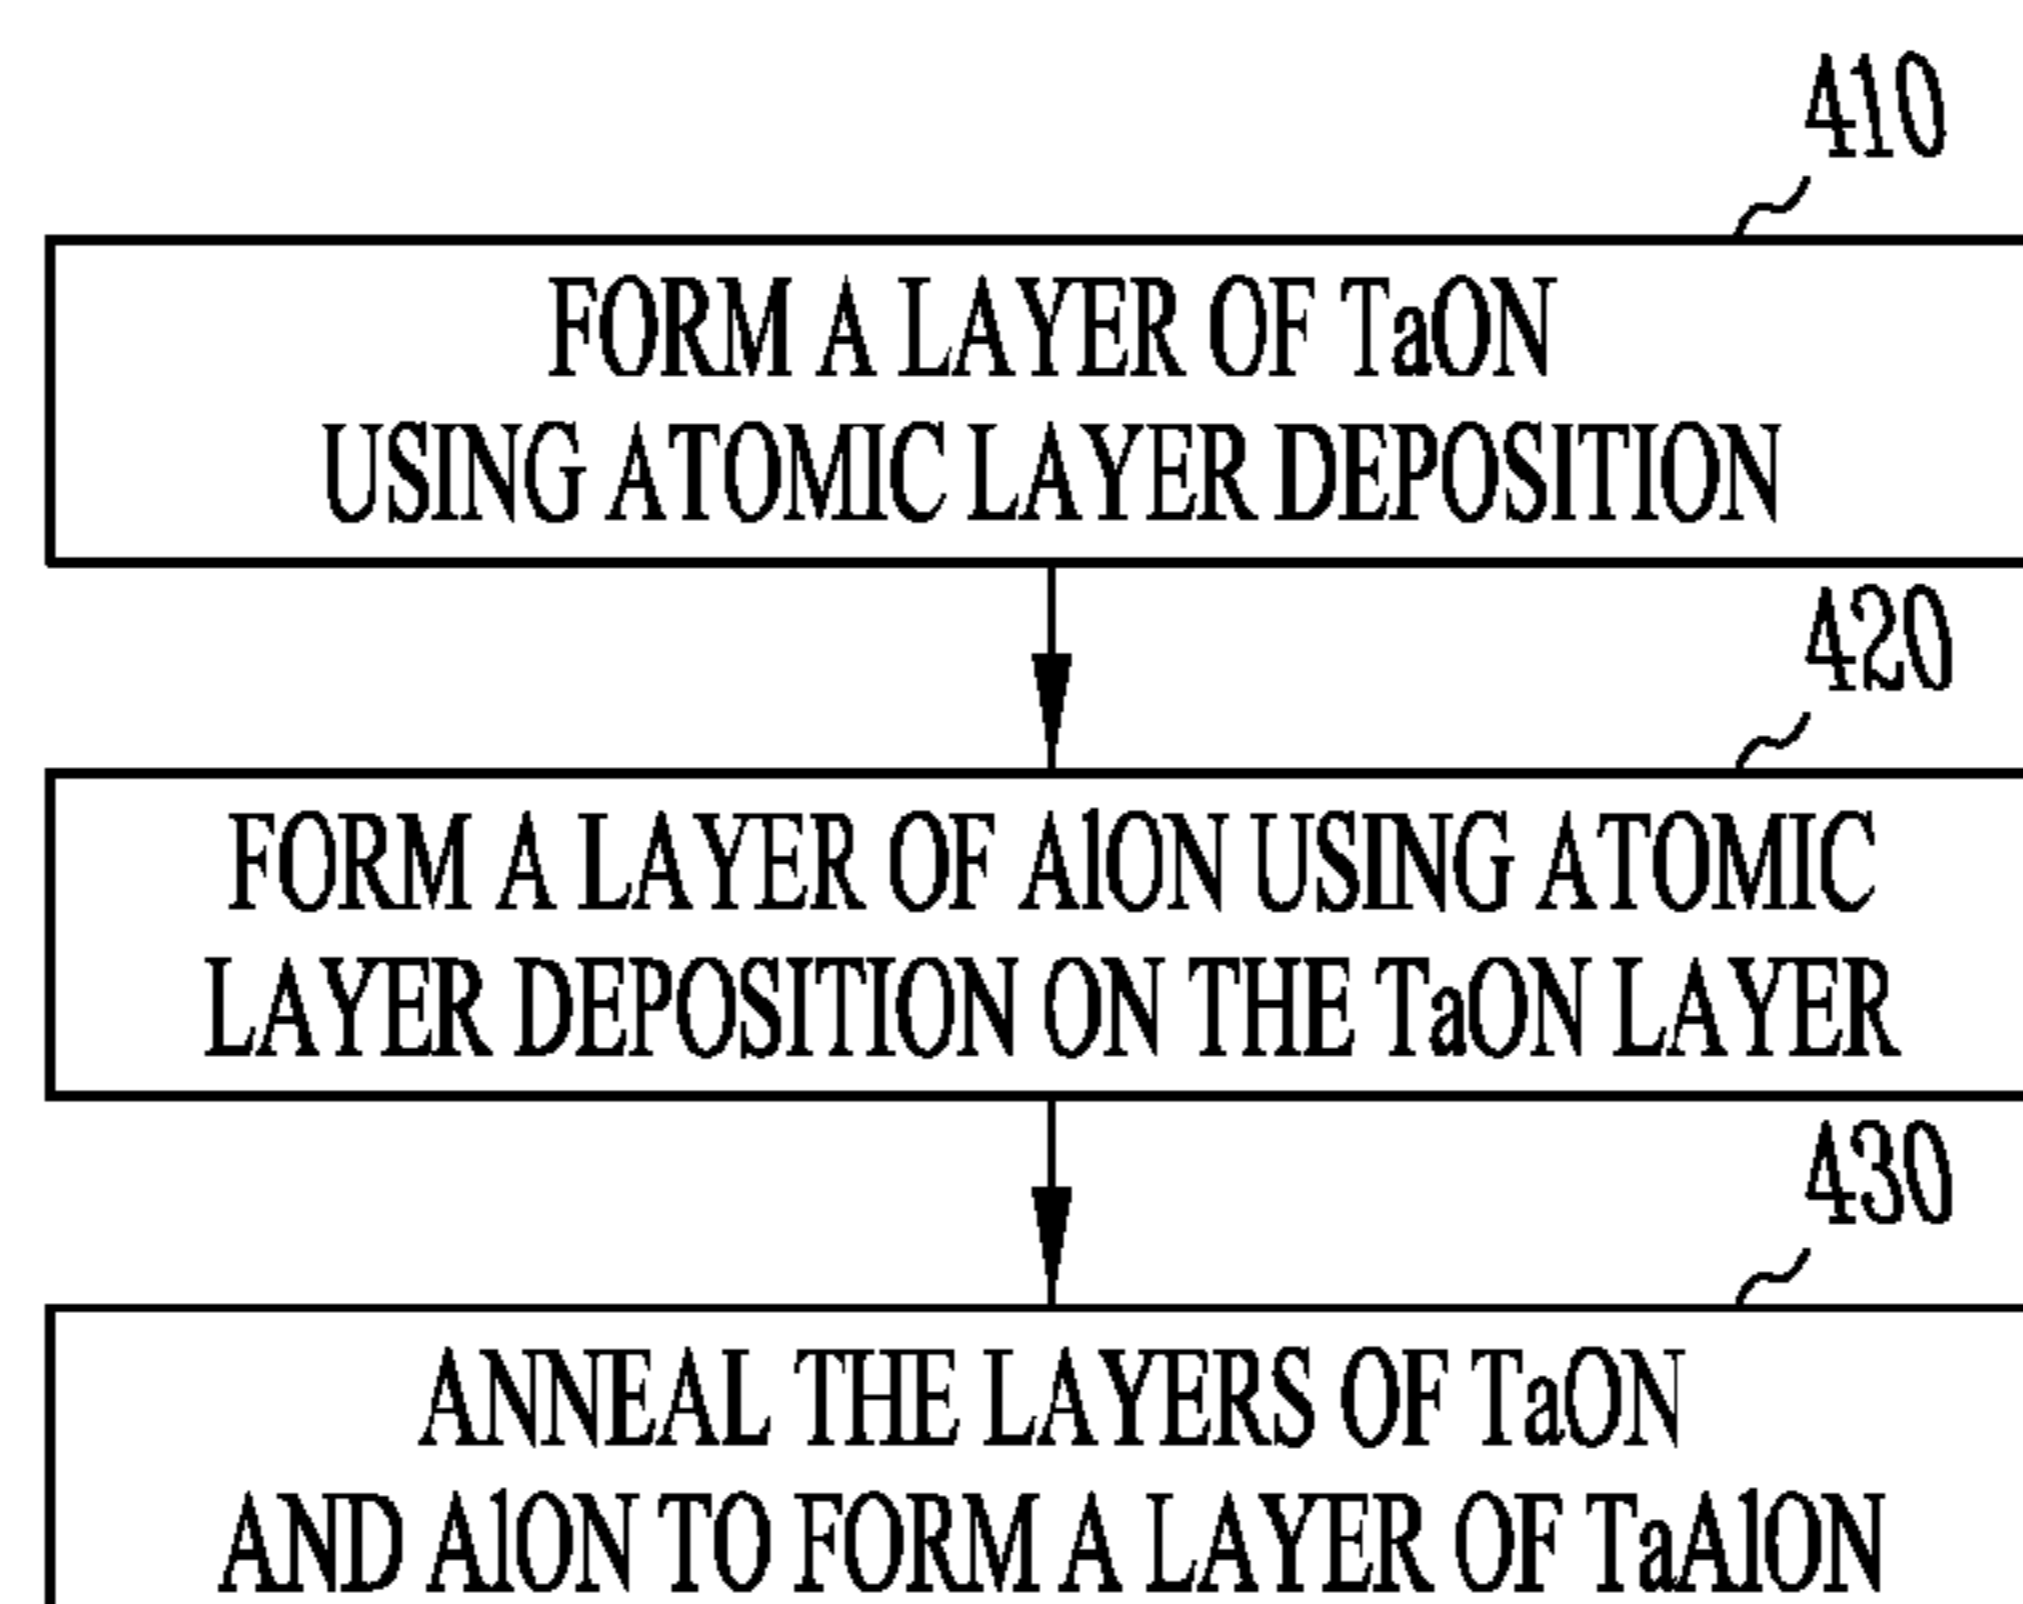 410
FORM A LAYER OF TaON
USING ATOMIC LAYER DEPOSITION
420
FORM A LAYER OF AlON USING ATOMIC
LAYER DEPOSITION ON THE TaON LAYER
430
ANNEAL THE LAYERS OF TaON
AND AlON TO FORM A LAYER OF TaAlON